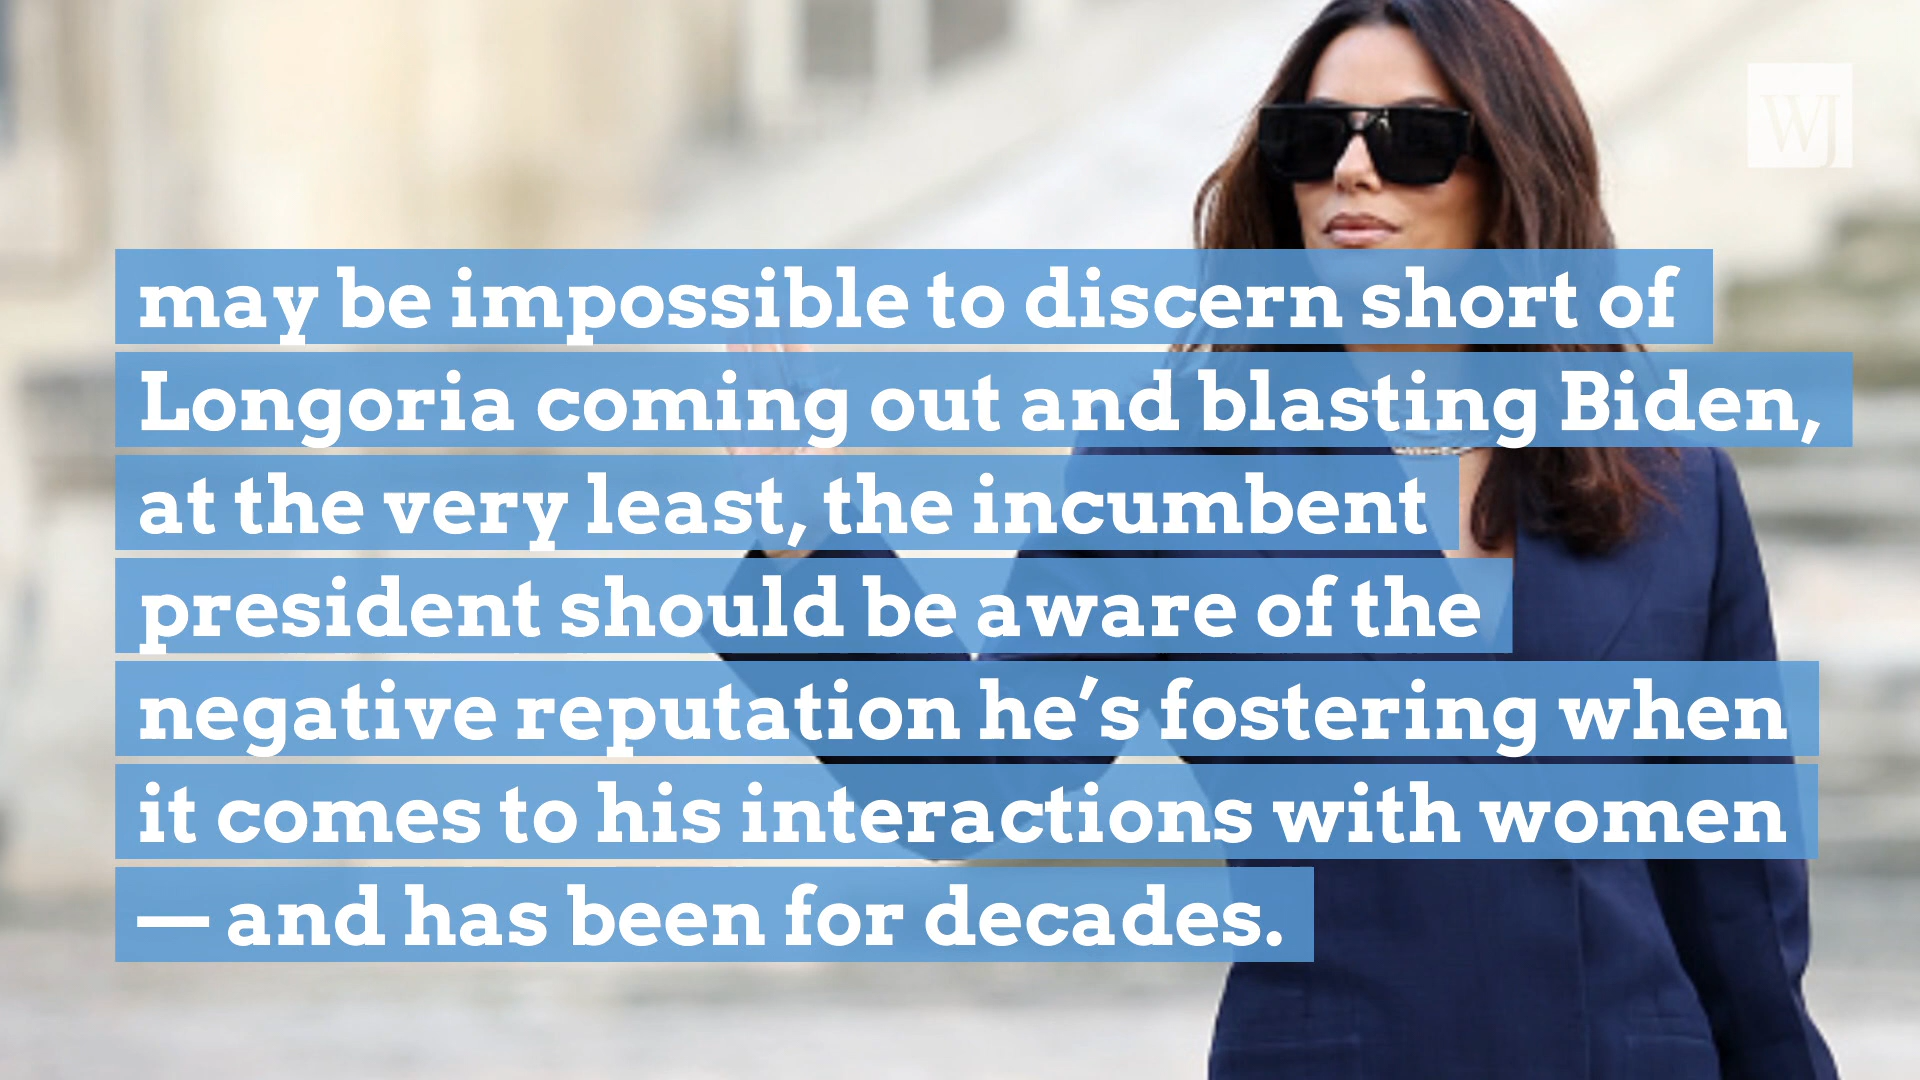 WJ
may be impossible to discern short of
Longoria coming out and blasting Biden,
at the very least, the incumbent
president should be aware of the
negative reputation he’s fostering when
it comes to his interactions with women
— and has been for decades.